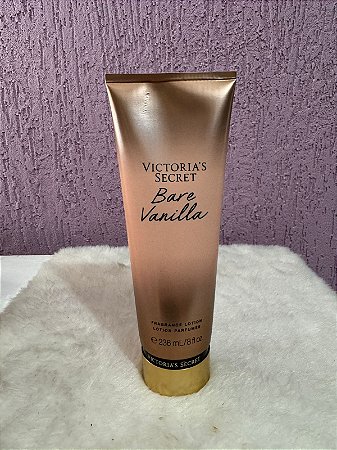 VICTORIA'S
SECRET
Bare
Vanilla
FRAGRANCE LOTION
LOTION PARFUMÉE
℮ 236 mL/8 fl oz
VICTORIA'S SECRET